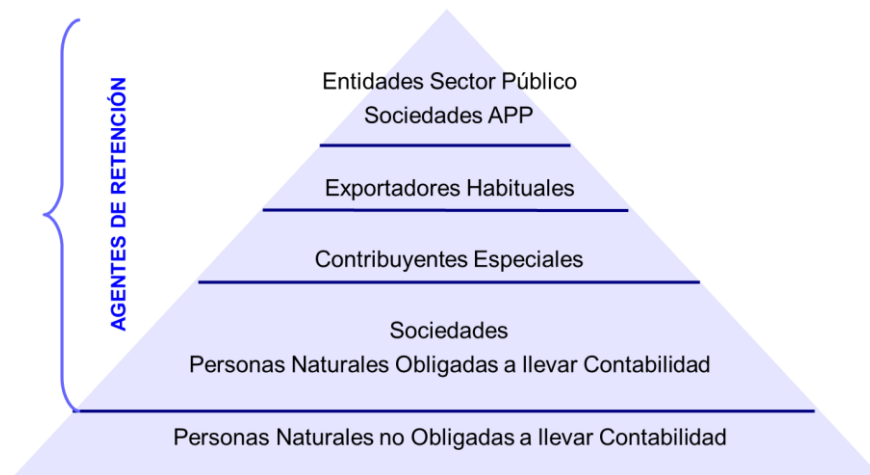 AGENTES DE RETENCIÓN
Entidades Sector Público
Sociedades APP
Exportadores Habituales
Contribuyentes Especiales
Sociedades
Personas Naturales Obligadas a llevar Contabilidad
Personas Naturales no Obligadas a llevar Contabilidad